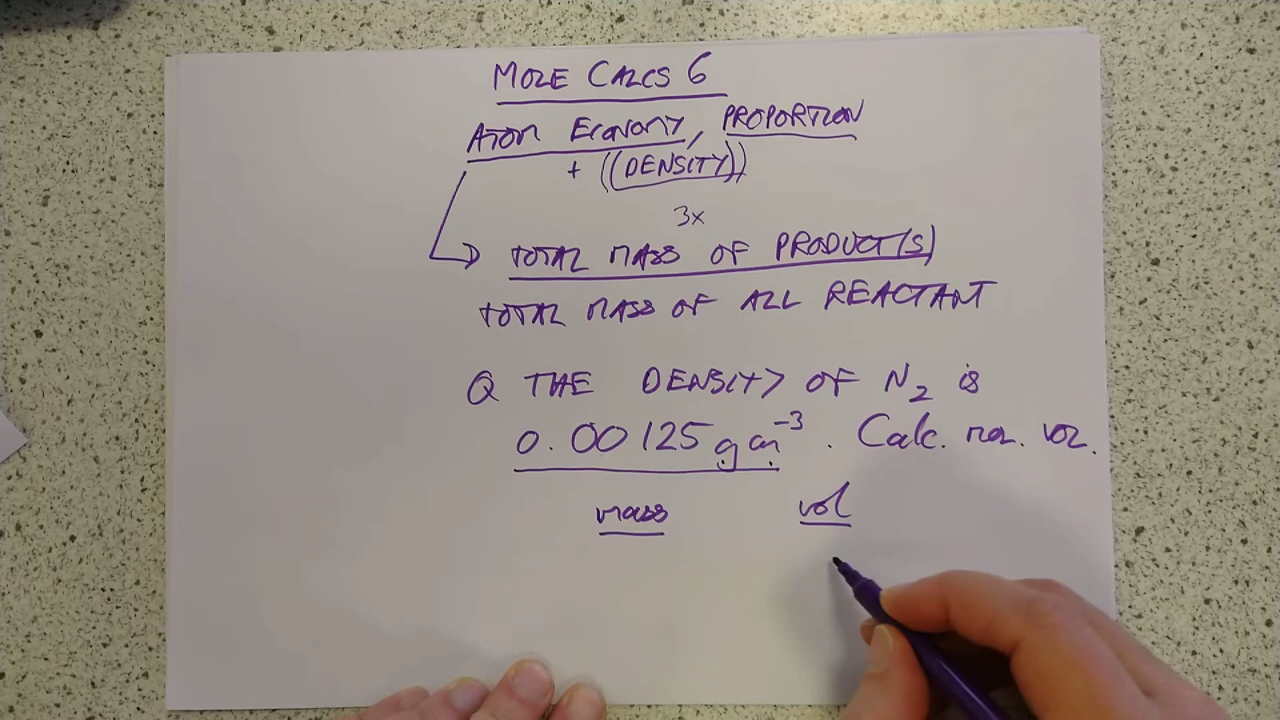 MOLE CALCS 6
ATOM ECONOMY, PROPORTION
+ ((DENSITY))
3x
TOTAL MASS OF PRODUCT(S)
TOTAL MASS OF ALL REACTANT
Q THE DENSITY OF N₂ is
0.00125 g cm⁻³. Calc. mol. vol.
mass vol